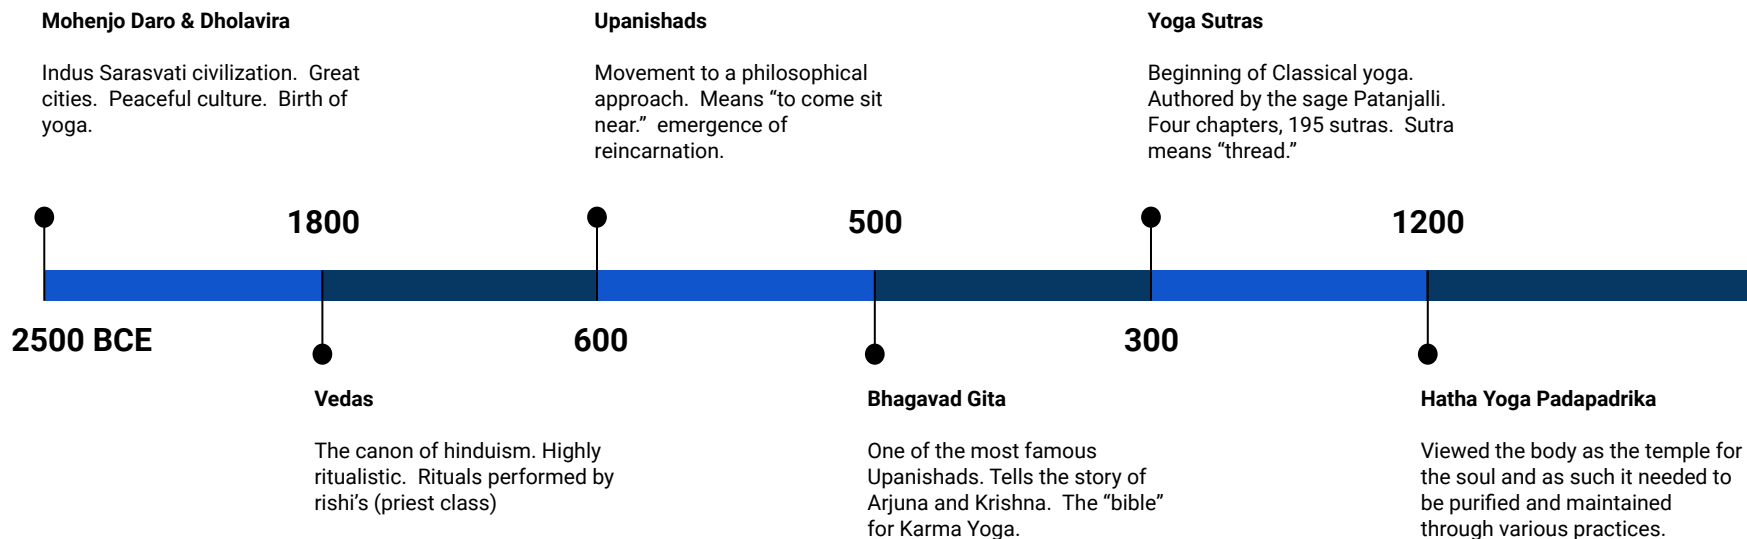 Mohenjo Daro & Dholavira
Indus Sarasvati civilization.  Great
cities.  Peaceful culture.  Birth of
yoga.
Upanishads
Movement to a philosophical
approach.  Means “to come sit
near.”  emergence of
reincarnation.
Yoga Sutras
Beginning of Classical yoga.
Authored by the sage Patanjalli.
Four chapters, 195 sutras.  Sutra
means “thread.”
1800
500
1200
2500 BCE
600
300
Vedas
The canon of hinduism. Highly
ritualistic.  Rituals performed by
rishi's (priest class)
Bhagavad Gita
One of the most famous
Upanishads. Tells the story of
Arjuna and Krishna.  The “bible”
for Karma Yoga.
Hatha Yoga Padapadrika
Viewed the body as the temple for
the soul and as such it needed to
be purified and maintained
through various practices.